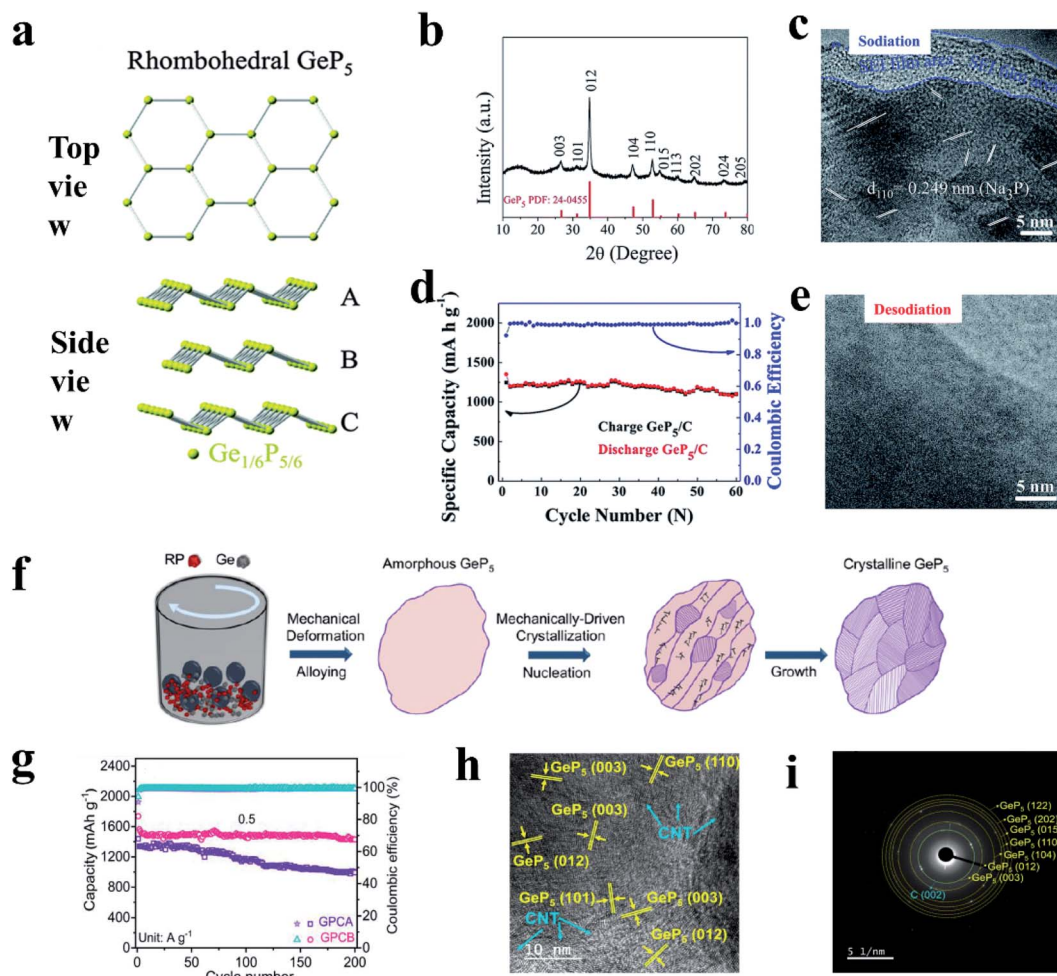 a
Rhombohedral GeP5
Top
vie
w
Side
vie
w
A
B
C
Ge1/6P5/6
b
Intensity (a.u.)
003
101
012
104
110
015
113
202
024
205
GeP5 PDF: 24-0455
10 20 30 40 50 60 70 80
2θ (Degree)
c
Sodiation
d110= 0.249 nm (Na3P)
5 nm
d
Specific Capacity (mA h g-1)
2000
1500
1000
500
0
1.0
0.8
0.6
0.4
0.2
0.0
Coulombic Efficiency
Charge GeP5/C
Discharge GeP5/C
0 10 20 30 40 50 60
Cycle Number (N)
e
Desodiation
5 nm
f
RP Ge
Mechanical
Deformation
Alloying
Amorphous GeP5
Mechanically-Driven
Crystallization
Nucleation
Growth
Crystalline GeP5
g
Capacity (mAh g-1)
2400
2000
1600
1200
800
400
0
0.5
100
80
60
40
20
0
Coulombic efficiency (%)
GPCA
GPCB
Unit: A g-1
0 50 100 150 200
Cycle number
h
GeP5 (003)
GeP5 (110)
GeP5 (003)
CNT
GeP5 (012)
GeP5 (101)
GeP5 (003)
CNT
GeP5 (012)
10 nm
i
GeP5 (122)
GeP5 (202)
GeP5 (015)
GeP5 (110)
GeP5 (104)
GeP5 (012)
GeP5 (003)
C (002)
5 1/nm